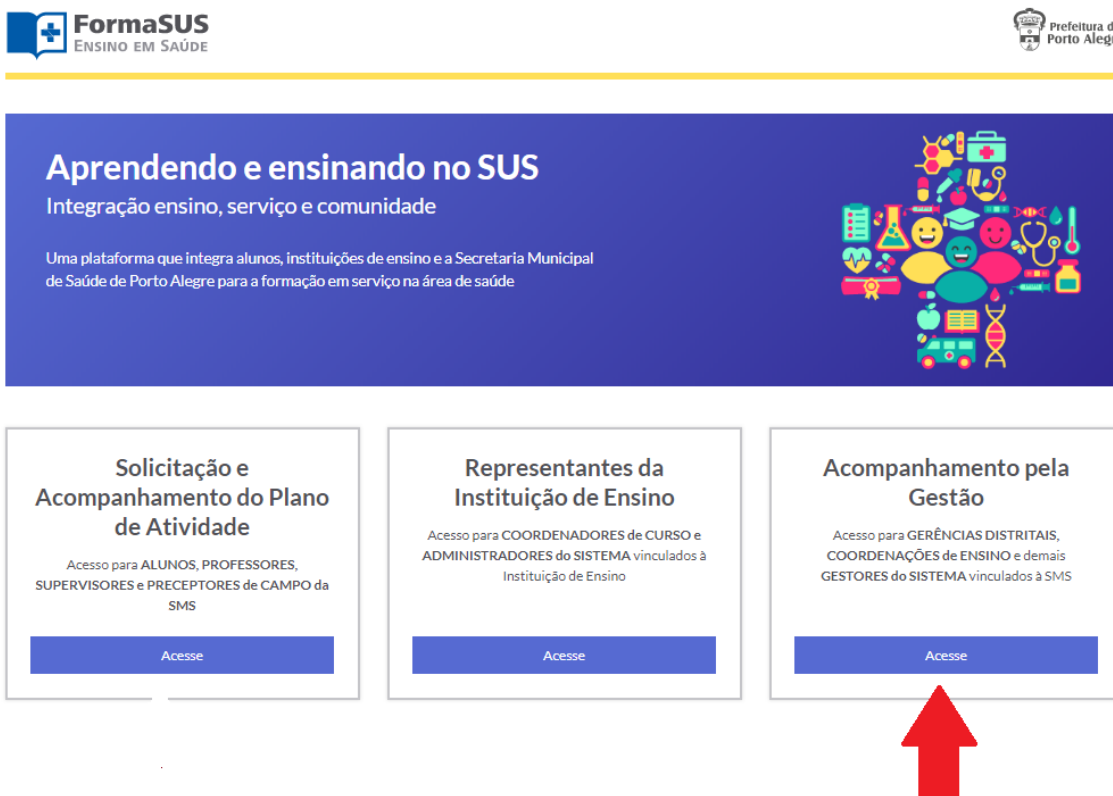 FormaSUS
ENSINO EM SAÚDE
Prefeitura d
Porto Alegr
Aprendendo e ensinando no SUS
Integração ensino, serviço e comunidade
Uma plataforma que integra alunos, instituições de ensino e a Secretaria Municipal
de Saúde de Porto Alegre para a formação em serviço na área de saúde
Solicitação e
Acompanhamento do Plano
de Atividade
Acesso para ALUNOS, PROFESSORES,
SUPERVISORES e PRECEPTORES de CAMPO da
SMS
Acesse
Representantes da
Instituição de Ensino
Acesso para COORDENADORES de CURSO e
ADMINISTRADORES do SISTEMA vinculados à
Instituição de Ensino
Acesse
Acompanhamento pela
Gestão
Acesso para GERÊNCIAS DISTRITAIS,
COORDENAÇÕES de ENSINO e demais
GESTORES do SISTEMA vinculados à SMS
Acesse